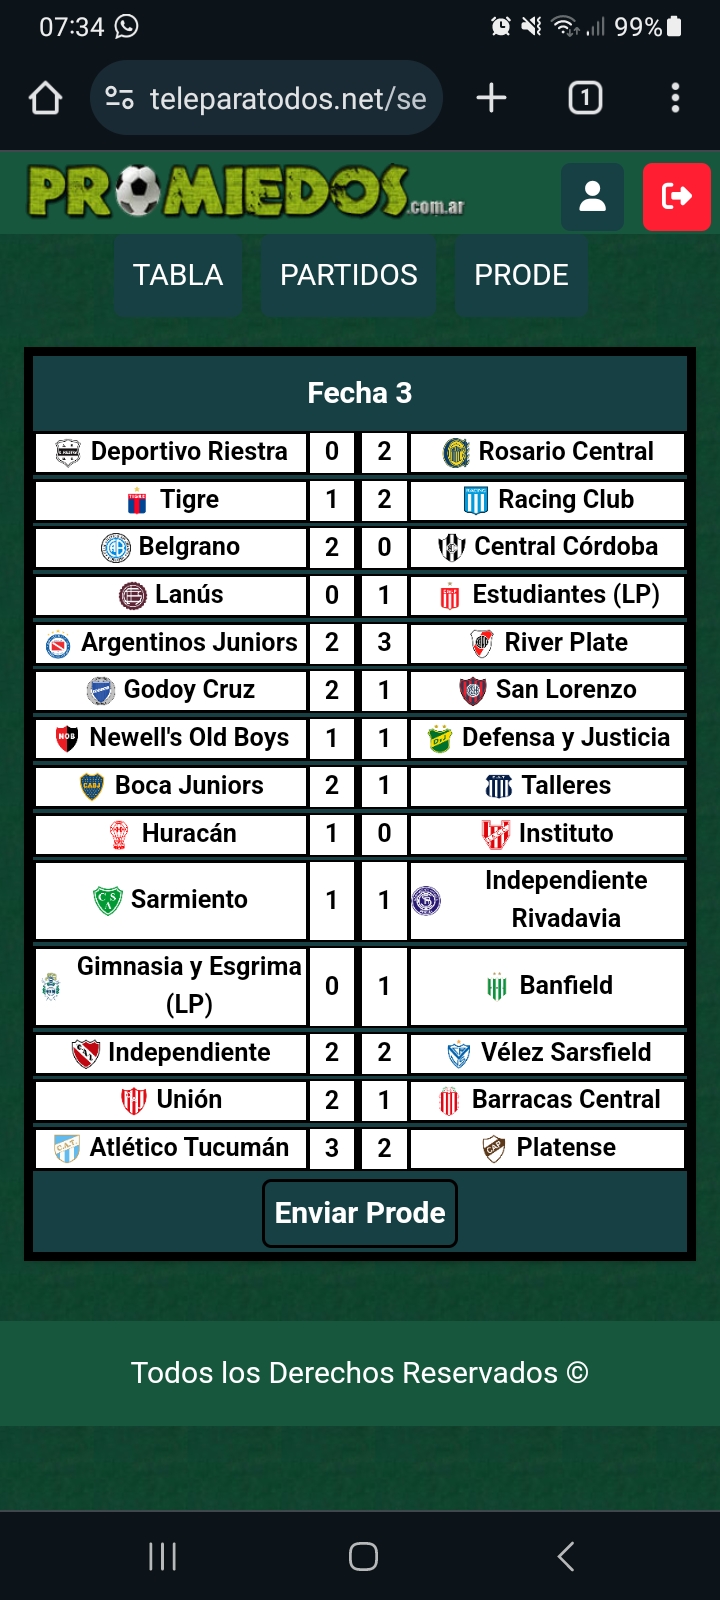 07:34
99%
teleparatodos.net/se
1
PROMIEDOS.com.ar
TABLA PARTIDOS PRODE
Fecha 3
Deportivo Riestra 0 2 Rosario Central
Tigre 1 2 Racing Club
Belgrano 2 0 Central Córdoba
Lanús 0 1 Estudiantes (LP)
Argentinos Juniors 2 3 River Plate
Godoy Cruz 2 1 San Lorenzo
Newell's Old Boys 1 1 Defensa y Justicia
Boca Juniors 2 1 Talleres
Huracán 1 0 Instituto
Sarmiento 1 1 Independiente
Rivadavia
Gimnasia y Esgrima
(LP) 0 1 Banfield
Independiente 2 2 Vélez Sarsfield
Unión 2 1 Barracas Central
Atlético Tucumán 3 2 Platense
Enviar Prode
Todos los Derechos Reservados ©